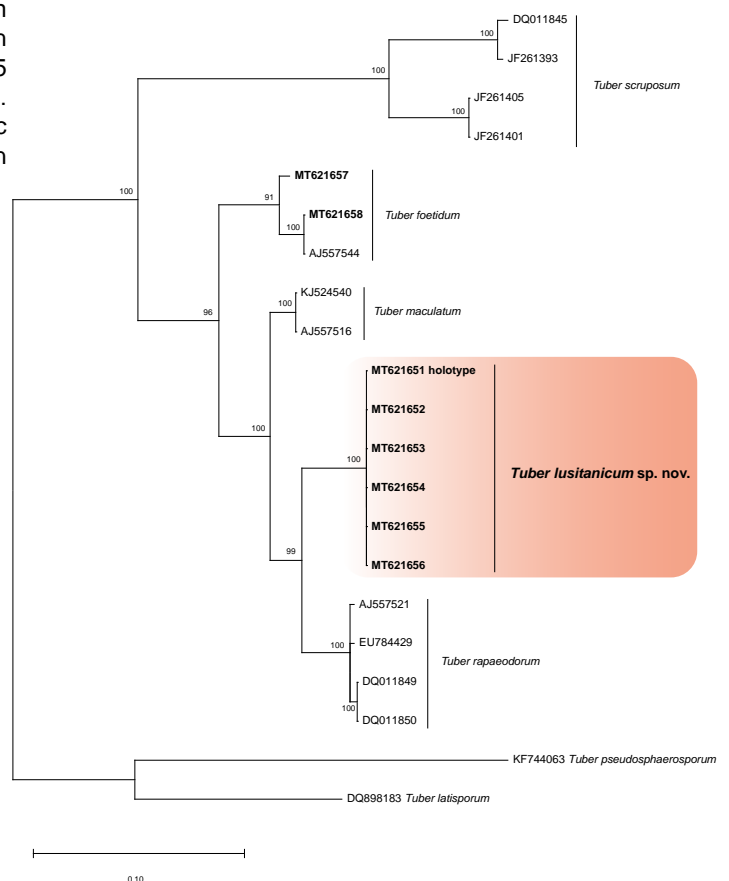 n
n
5
.
c
n
DQ011845
100
JF261393
100
Tuber scruposum
JF261405
100
JF261401
MT621657
100
91
MT621658
Tuber foetidum
100
AJ557544
KJ524540
100
Tuber maculatum
AJ557516
96
MT621651 holotype
MT621652
100
MT621653
100
Tuber lusitanicum sp. nov.
MT621654
MT621655
99
MT621656
AJ557521
100
EU784429
Tuber rapaeodorum
DQ011849
100
DQ011850
KF744063 Tuber pseudosphaerosporum
DQ898183 Tuber latisporum
0.10